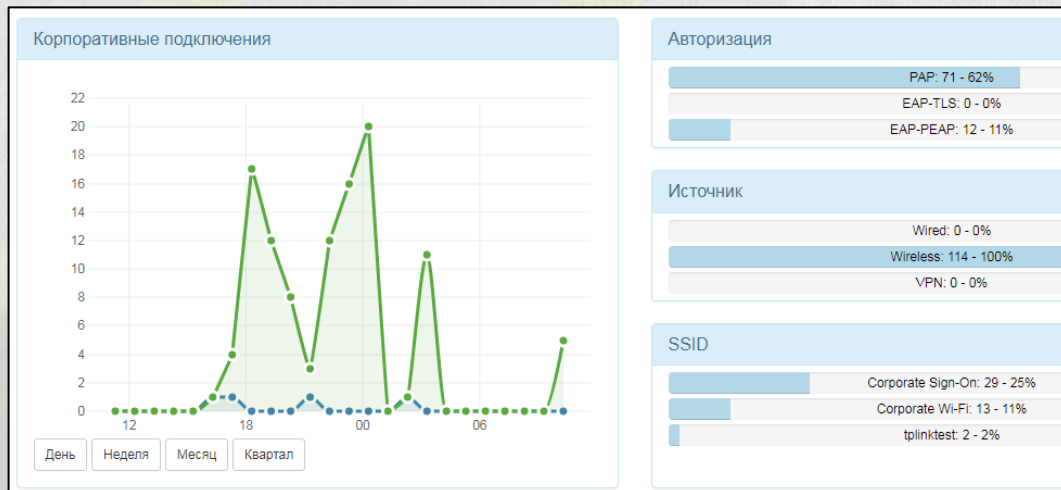 Корпоративные подключения
22
20
18
16
14
12
10
8
6
4
2
0
12 18 00 06
День Неделя Месяц Квартал
Авторизация
PAP: 71 - 62%
EAP-TLS: 0 - 0%
EAP-PEAP: 12 - 11%
Источник
Wired: 0 - 0%
Wireless: 114 - 100%
VPN: 0 - 0%
SSID
Corporate Sign-On: 29 - 25%
Corporate Wi-Fi: 13 - 11%
tplinktest: 2 - 2%